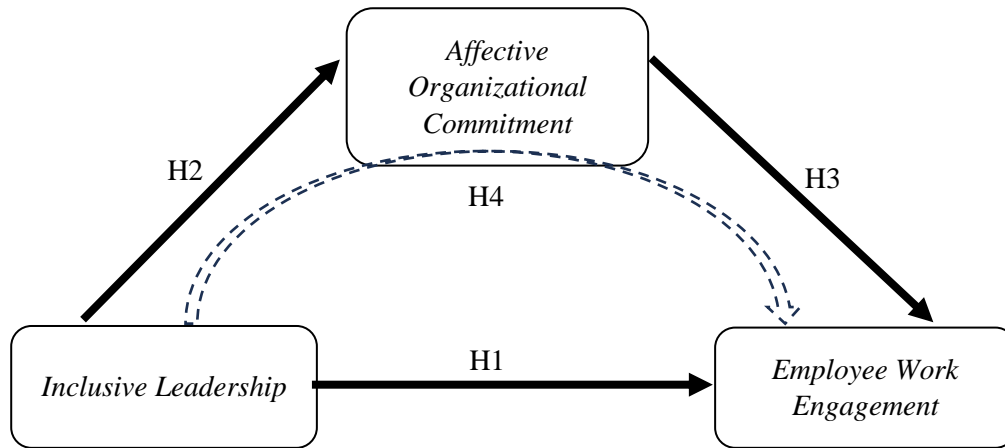 Affective
Organizational
Commitment
H2
H3
H4
Inclusive Leadership
H1
Employee Work
Engagement